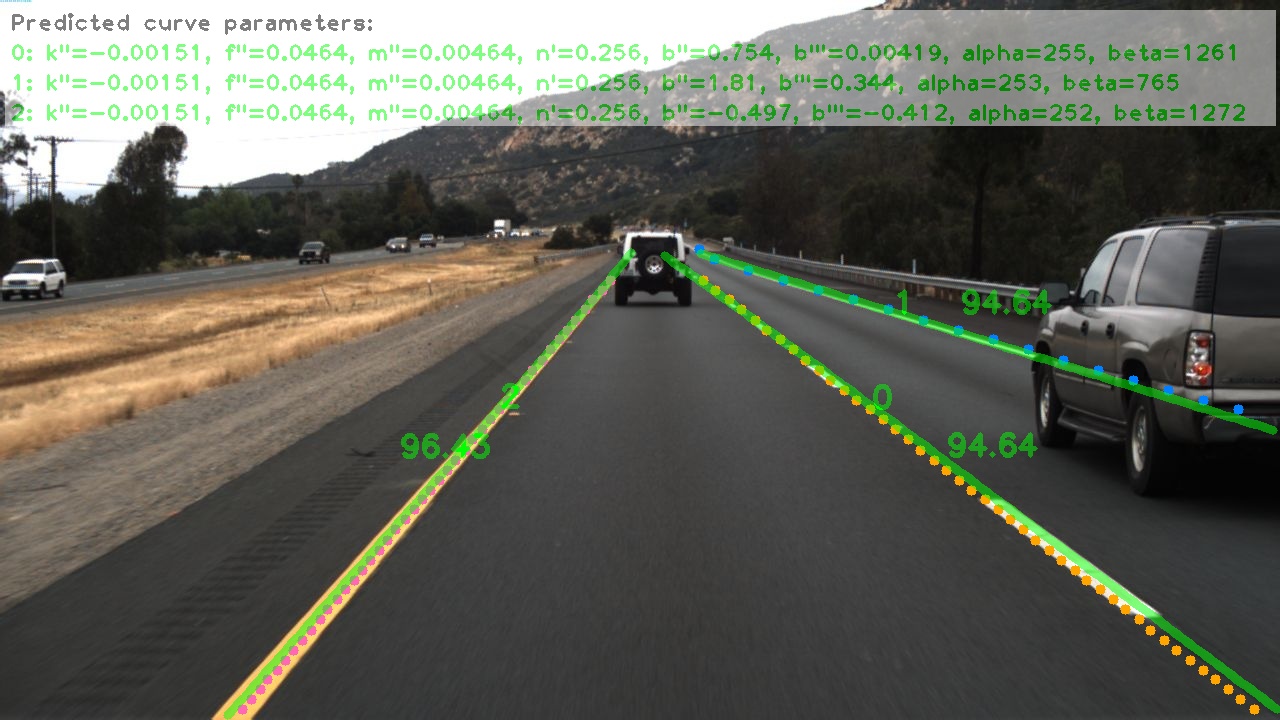 Predicted curve parameters:
0: k''=-0.00151, f''=0.0464, m''=0.00464, n'=0.256, b''=0.754, b'''=0.00419, alpha=255, beta=1261
1: k''=-0.00151, f''=0.0464, m''=0.00464, n'=0.256, b''=1.81, b'''=0.344, alpha=253, beta=765
2: k''=-0.00151, f''=0.0464, m''=0.00464, n'=0.256, b''=-0.497, b'''=-0.412, alpha=252, beta=1272
1 94.64
2 0
96.43 94.64